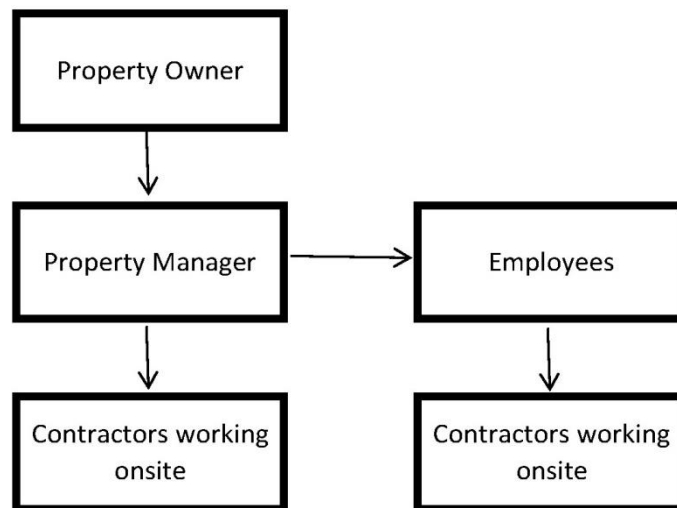 Property Owner
Property Manager
Employees
Contractors working
onsite
Contractors working
onsite